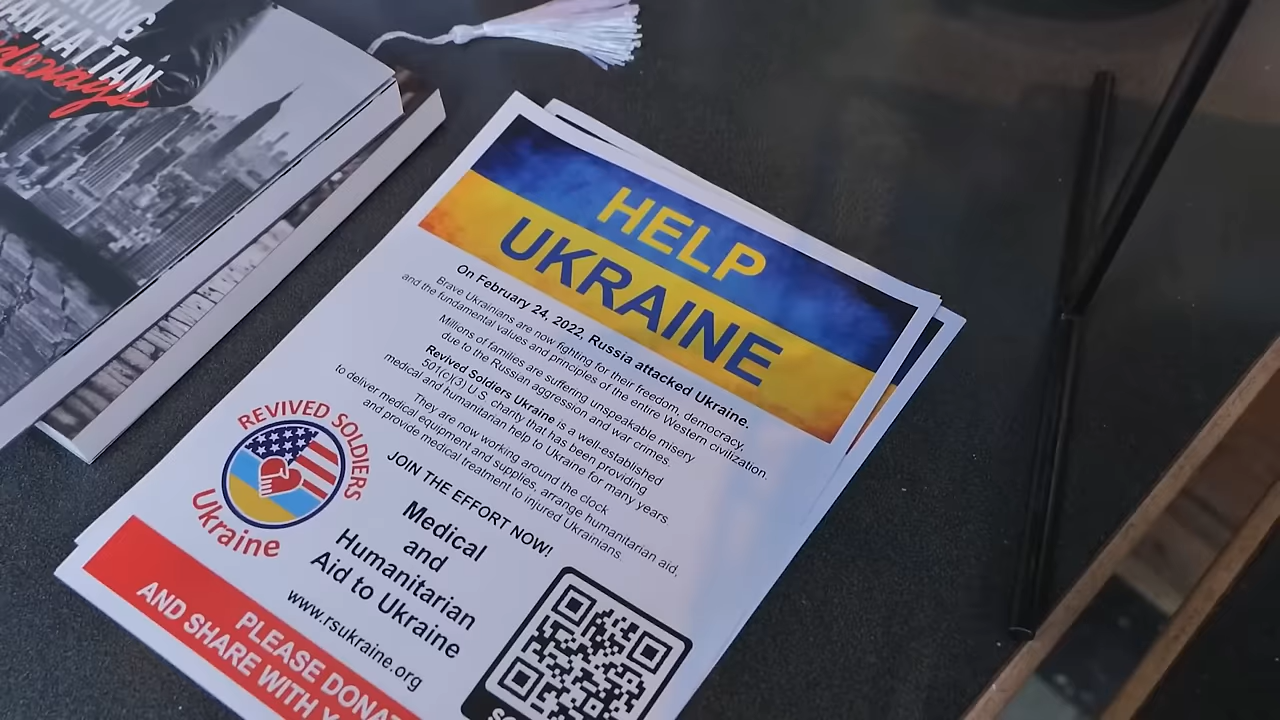 KING
MANHATTAN
Sideways
HELP
UKRAINE
On February 24, 2022, Russia attacked Ukraine.
Brave Ukrainians are now fighting for their freedom, democracy,
and the fundamental values and principles of the entire Western civilization.
Millions of families are suffering unspeakable misery
due to the Russian aggression and war crimes.
Revived Soldiers Ukraine is a well-established
501(c)(3) U.S. charity that has been providing
medical and humanitarian help to Ukraine for many years
They are now working around the clock
to deliver medical equipment and supplies, arrange humanitarian aid,
and provide medical treatment to injured Ukrainians.
JOIN THE EFFORT NOW!
REVIVED SOLDIERS
Ukraine
Medical
and
Humanitarian
Aid to Ukraine
www.rsukraine.org
PLEASE DONAT
AND SHARE WITH Y